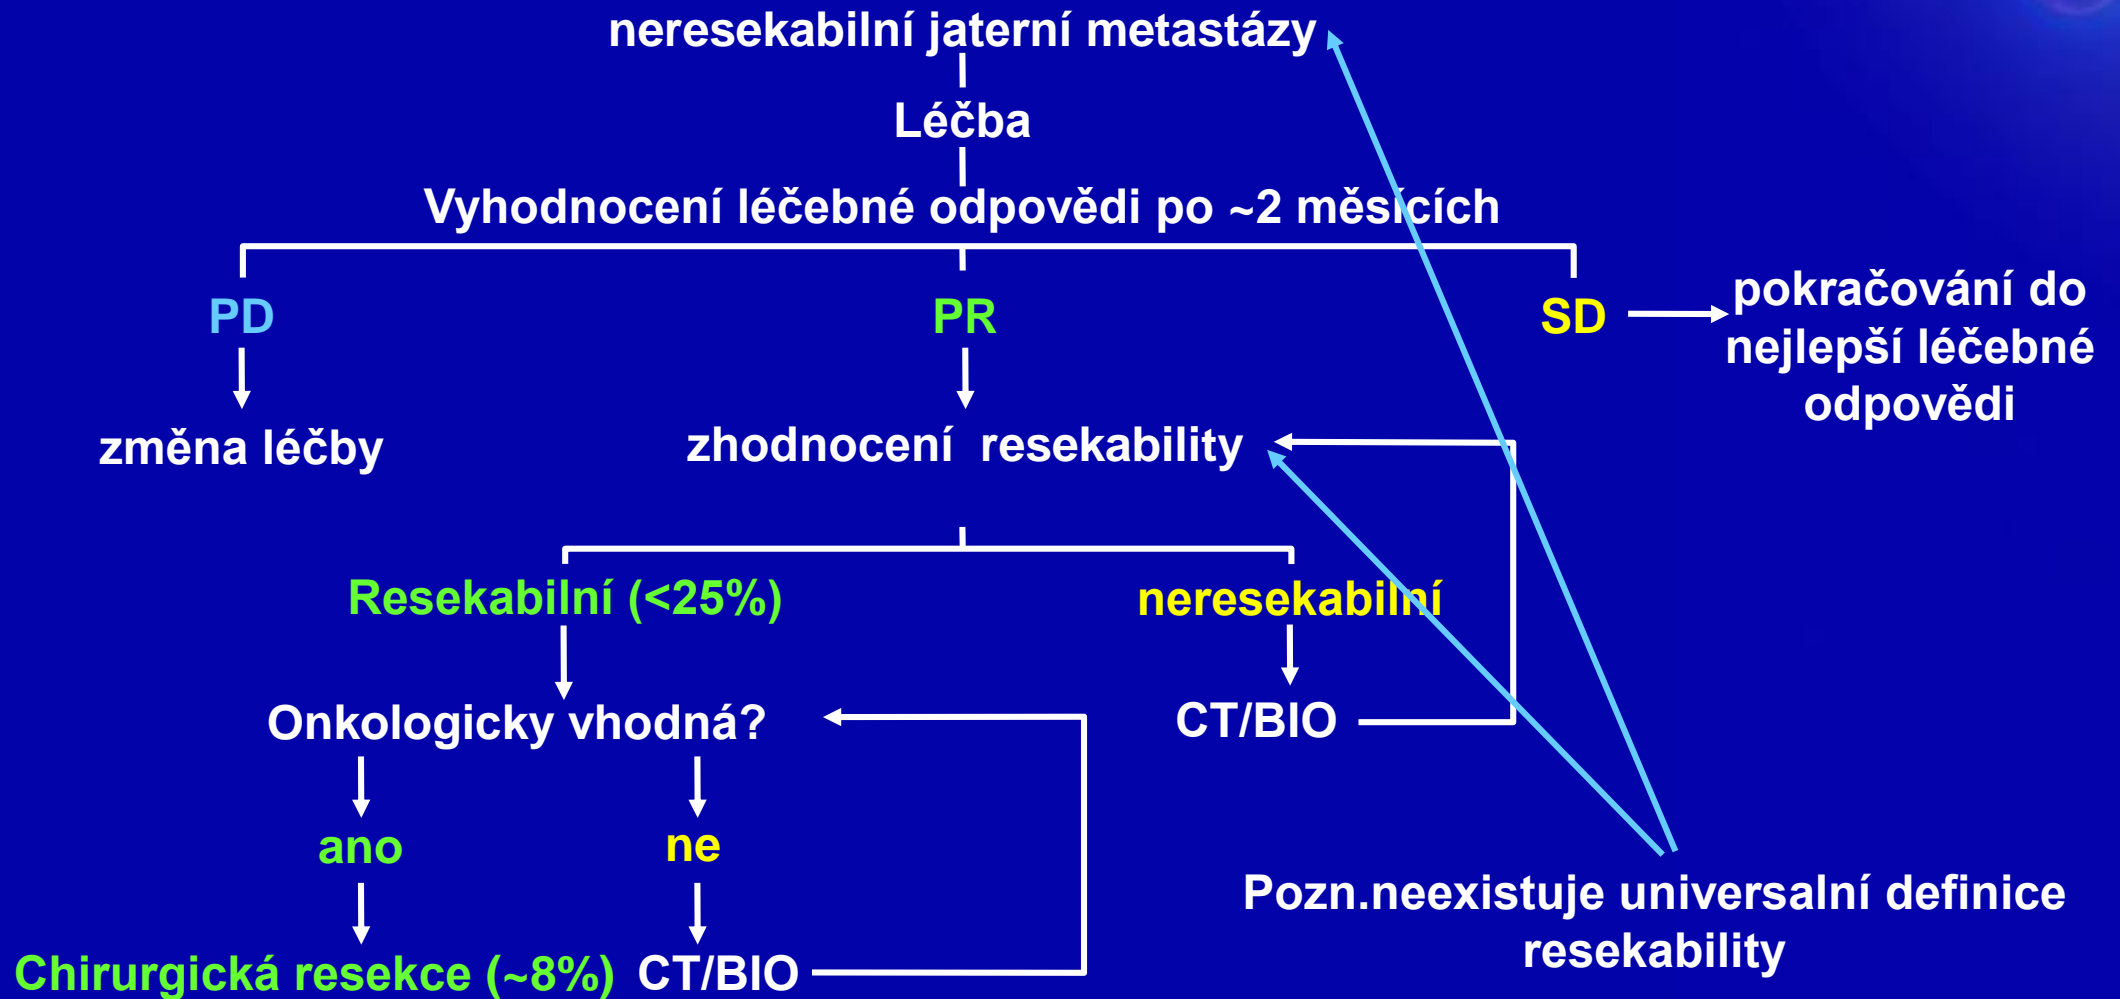 neresekabilní jaterní metastázy
Léčba
Vyhodnocení léčebné odpovědi po ~2 měsících
PD
PR
SD
pokračování do
nejlepší léčebné
odpovědi
změna léčby
zhodnocení  resekability
Resekabilní (<25%)
neresekabilní
Onkologicky vhodná?
CT/BIO
ano
ne
Chirurgická resekce (~8%)
CT/BIO
Pozn.neexistuje universalní definice
resekability